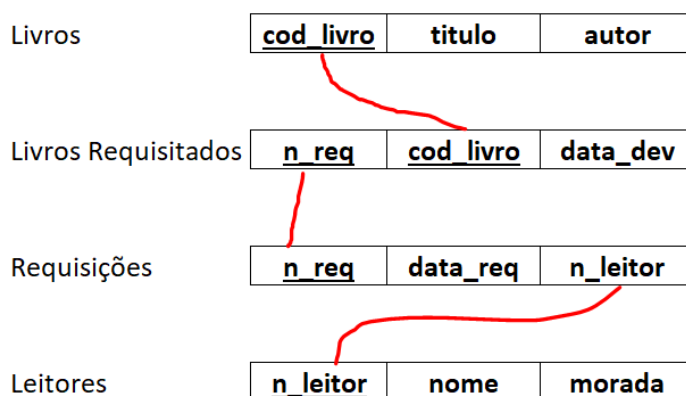 Livros cod_livro titulo autor
Livros Requisitados n_req cod_livro data_dev
Requisições n_req data_req n_leitor
Leitores n_leitor nome morada